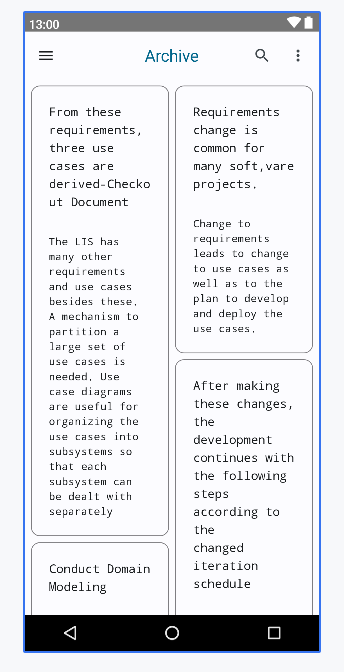 13:00
Archive
From these
requirements,
three use
cases are
derived-Checko
ut Document
The LIS has
many other
requirements
and use cases
besides these.
A mechanism to
partition a
large set of
use cases is
needed. Use
case diagrams
are useful for
organizing the
use cases into
subsystems so
that each
subsystem can
be dealt with
separately
Conduct Domain
Modeling
Requirements
change is
common for
many soft,vare
projects.
Change to
requirements
leads to change
to use cases as
well as to the
plan to develop
and deploy the
use cases.
After making
these changes,
the
development
continues with
the following
steps
according to
the
changed
iteration
schedule